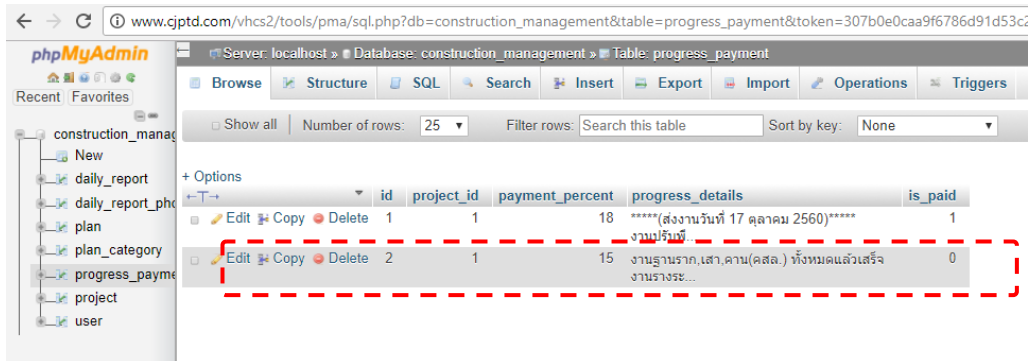 www.cjptd.com/vhcs2/tools/pma/sql.php?db=construction_management&table=progress_payment&token=307b0e0caa9f6786d91d53c2
phpMyAdmin
Recent Favorites
construction_manag
New
daily_report
daily_report_pho
plan
plan_category
progress_payme
project
user
Server: localhost » Database: construction_management » Table: progress_payment
Browse Structure SQL Search Insert Export Import Operations Triggers
Show all Number of rows: 25 Filter rows: Search this table Sort by key: None
+ Options
←T→ id project_id payment_percent progress_details is_paid
Edit Copy Delete 1 1 18 *****(ส่งงานวันที่ 17 ตุลาคม 2560)***** 1
งานปรับพื้...
Edit Copy Delete 2 1 15 งานฐานราก,เสา,คาน(คสล.) ทั้งหมดแล้วเสร็จ 0
งานรางระ...